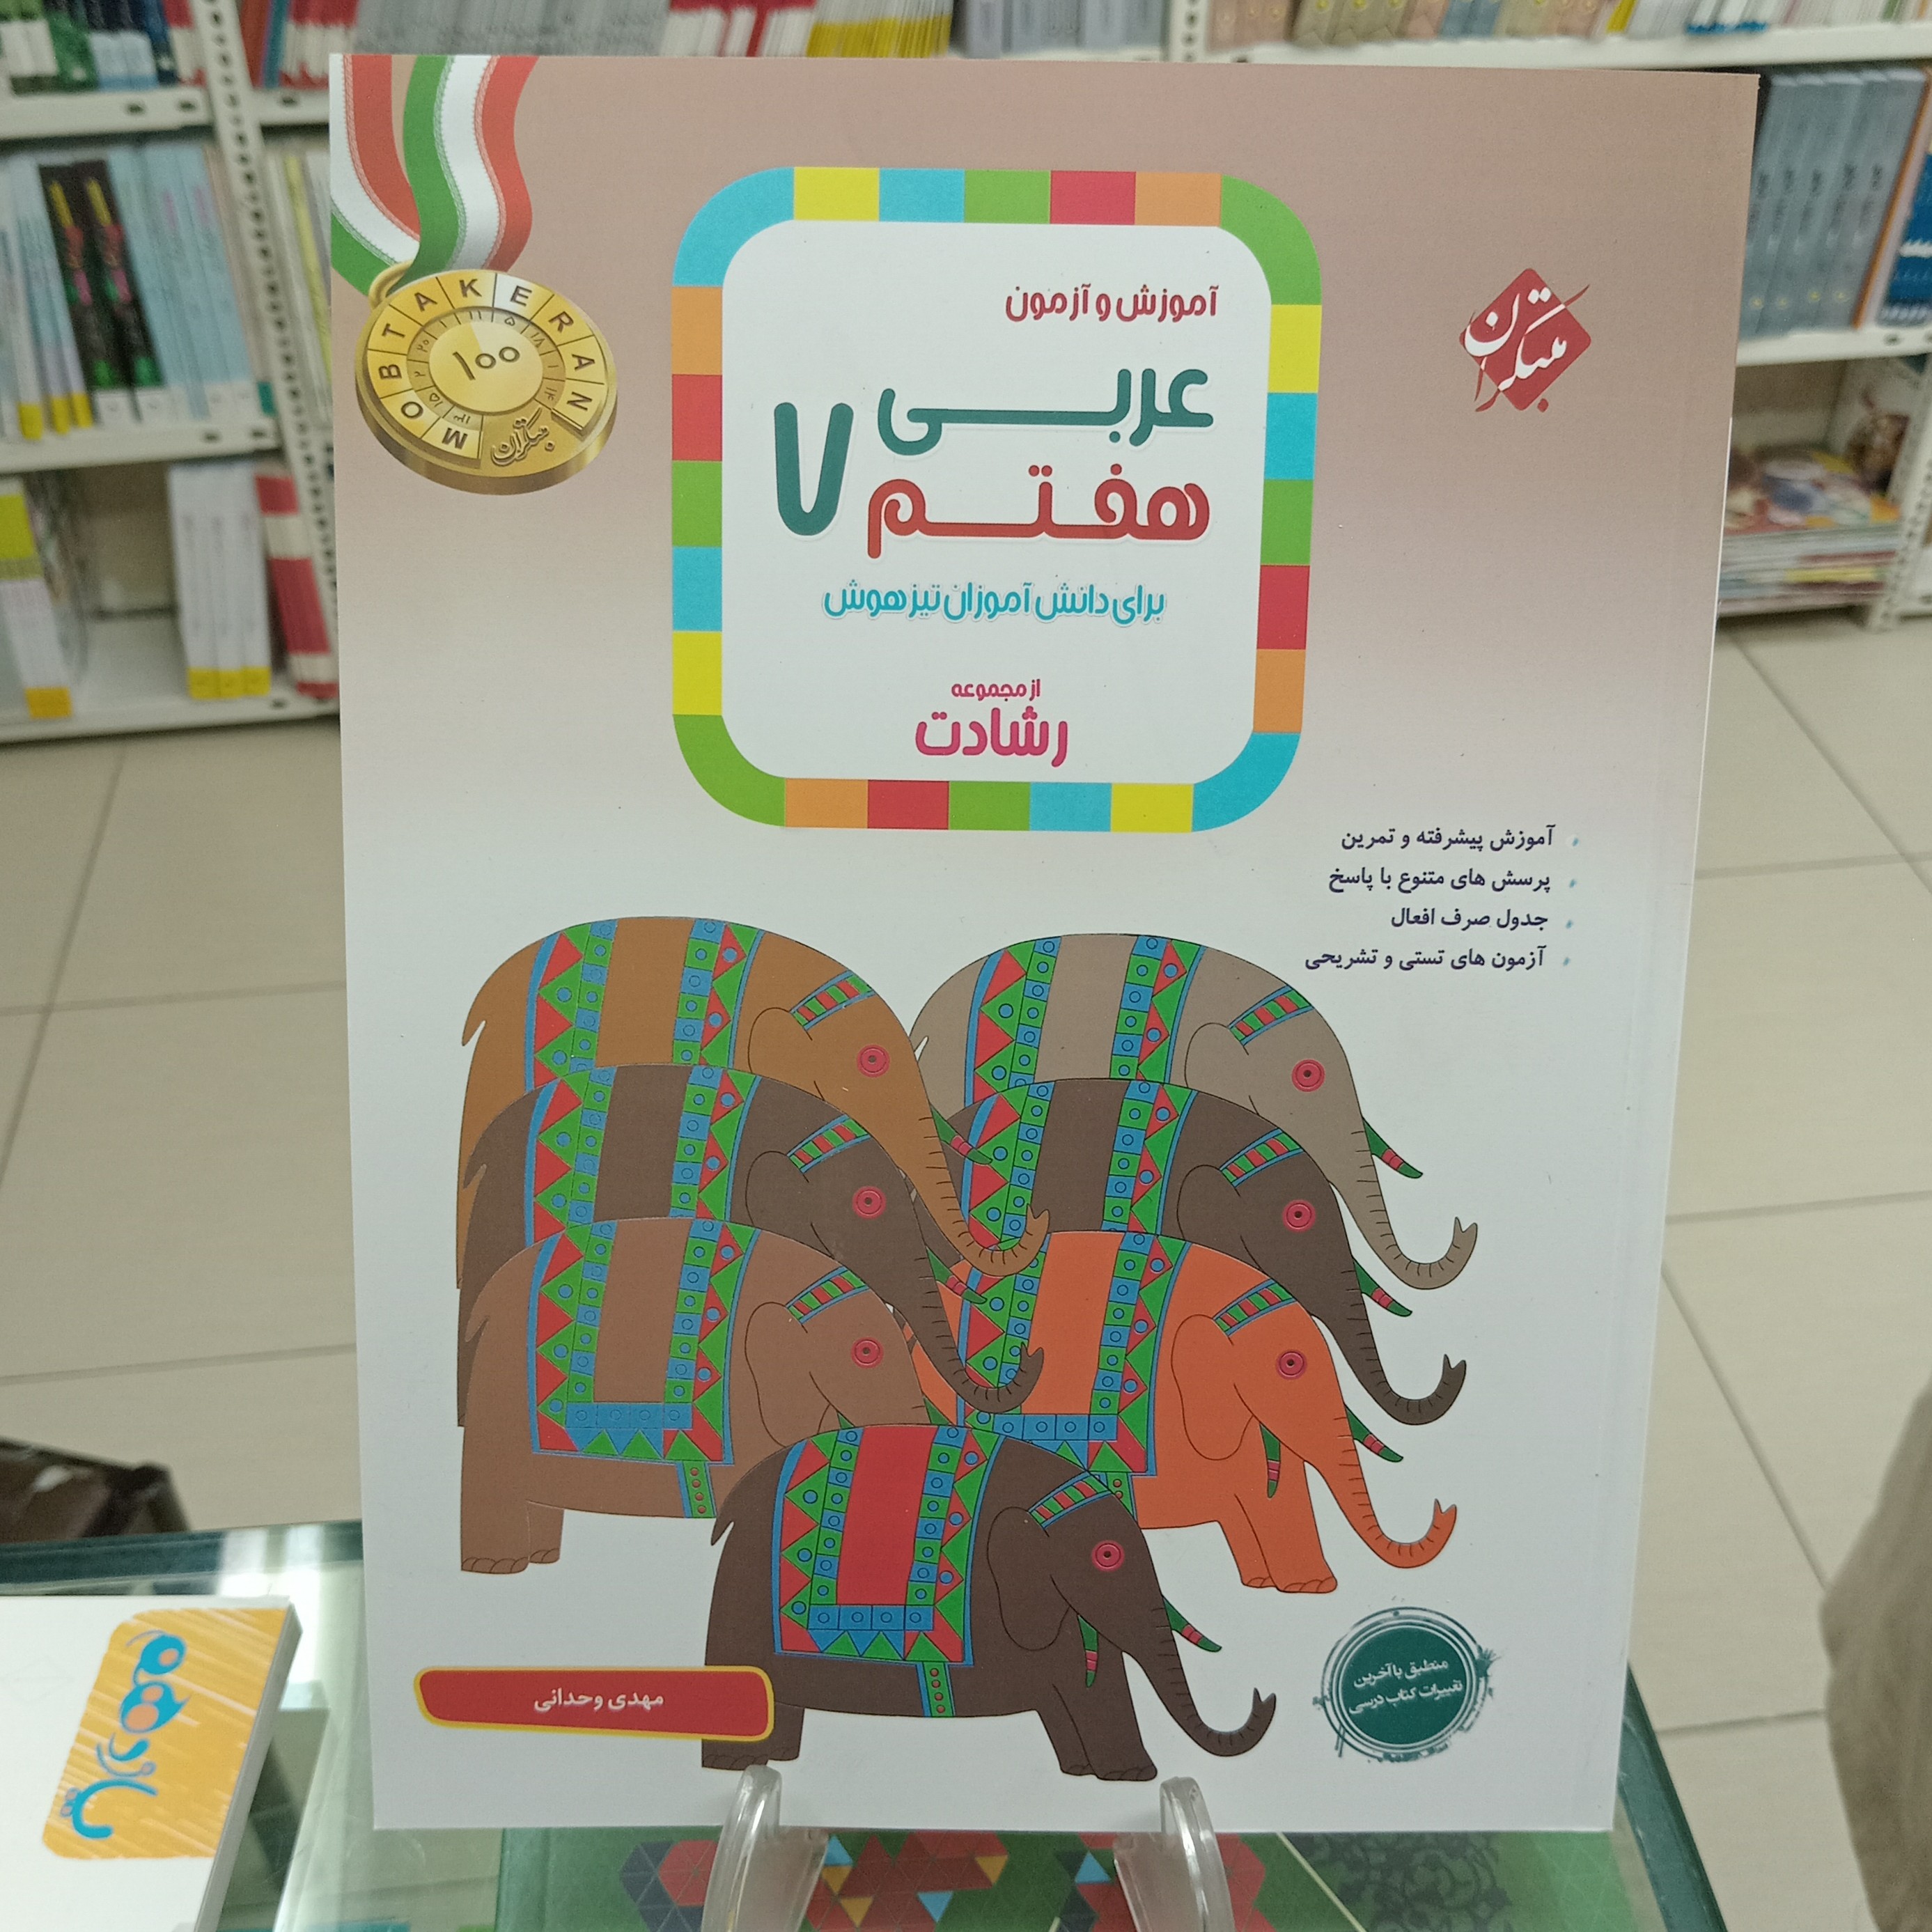 MOBTAKERAN
۱۰۰
مبتکران
مبتکران
آموزش و آزمون
عربی
هفتم ۷
برای دانش آموزان تیزهوش
از مجموعه
رشادت
آموزش پیشرفته و تمرین
پرسش های متنوع با پاسخ
جدول صرف افعال
آزمون های تستی و تشریحی
مهدی وحدانی
منطبق با آخرین
تغییرات کتاب درسی
یازدهم